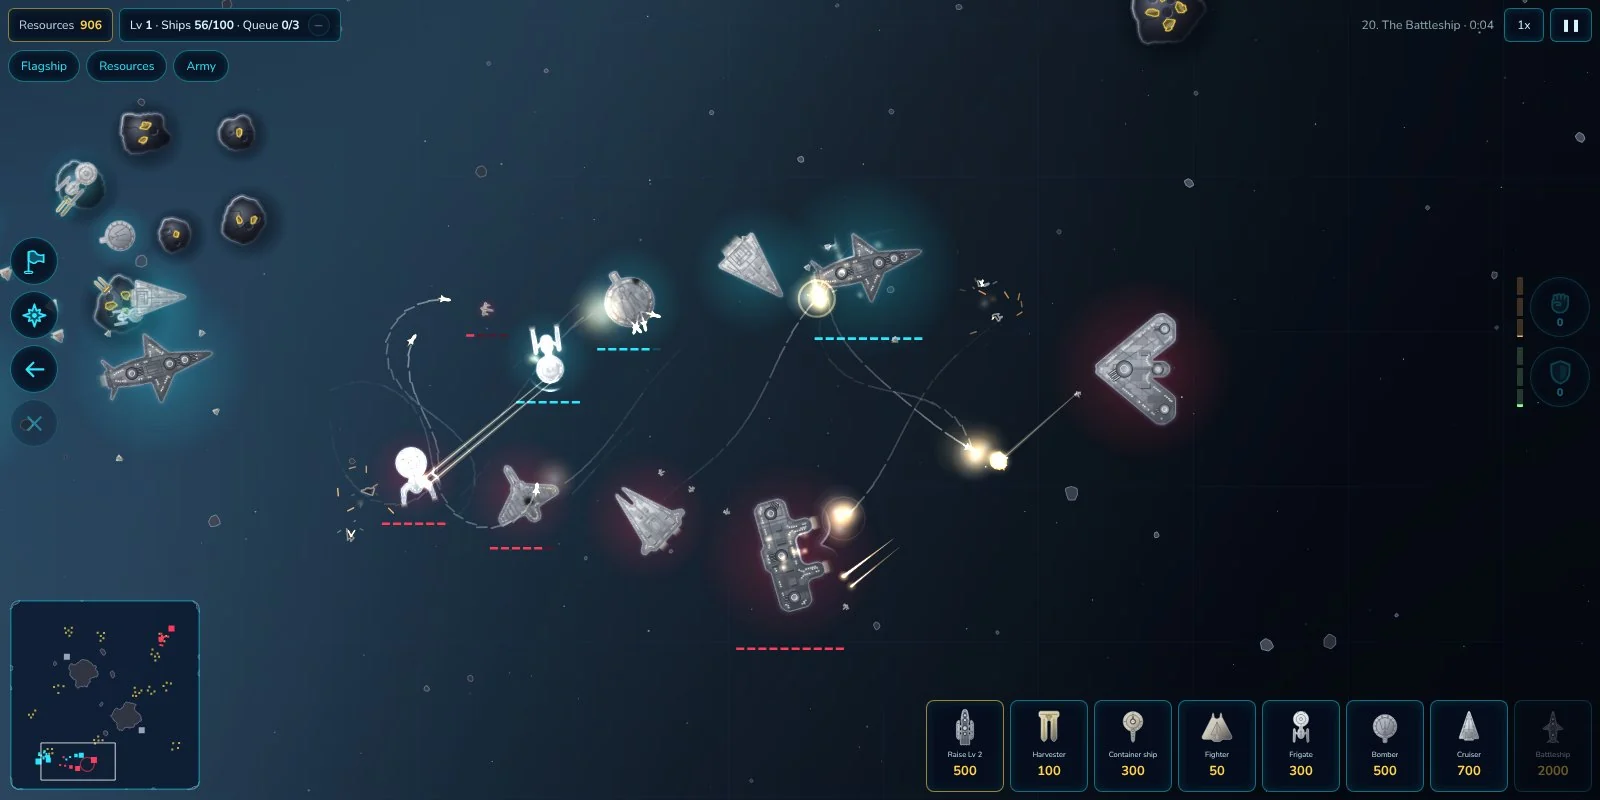 Resources 906
Lv 1 · Ships 56/100 · Queue 0/3
20. The Battleship · 0:04
1x
Flagship
Resources
Army
0
0
Raise Lv 2
500
Harvester
100
Container ship
300
Fighter
50
Frigate
300
Bomber
500
Cruiser
700
Battleship
2000